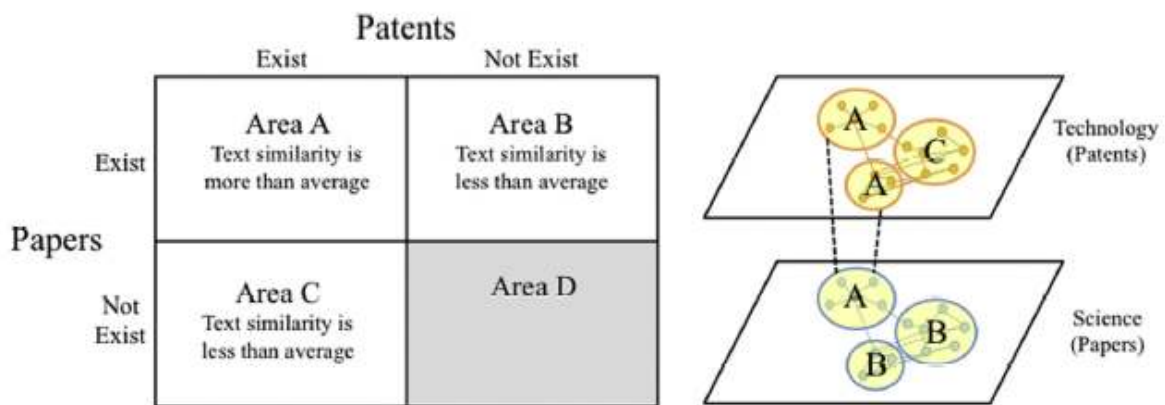 Patents
Exist
Not Exist
Papers
Exist
Area A
Text similarity is
more than average
Area B
Text similarity is
less than average
Not
Exist
Area C
Text similarity is
less than average
Area D
A
C
A
Technology
(Patents)
A
B
B
Science
(Papers)